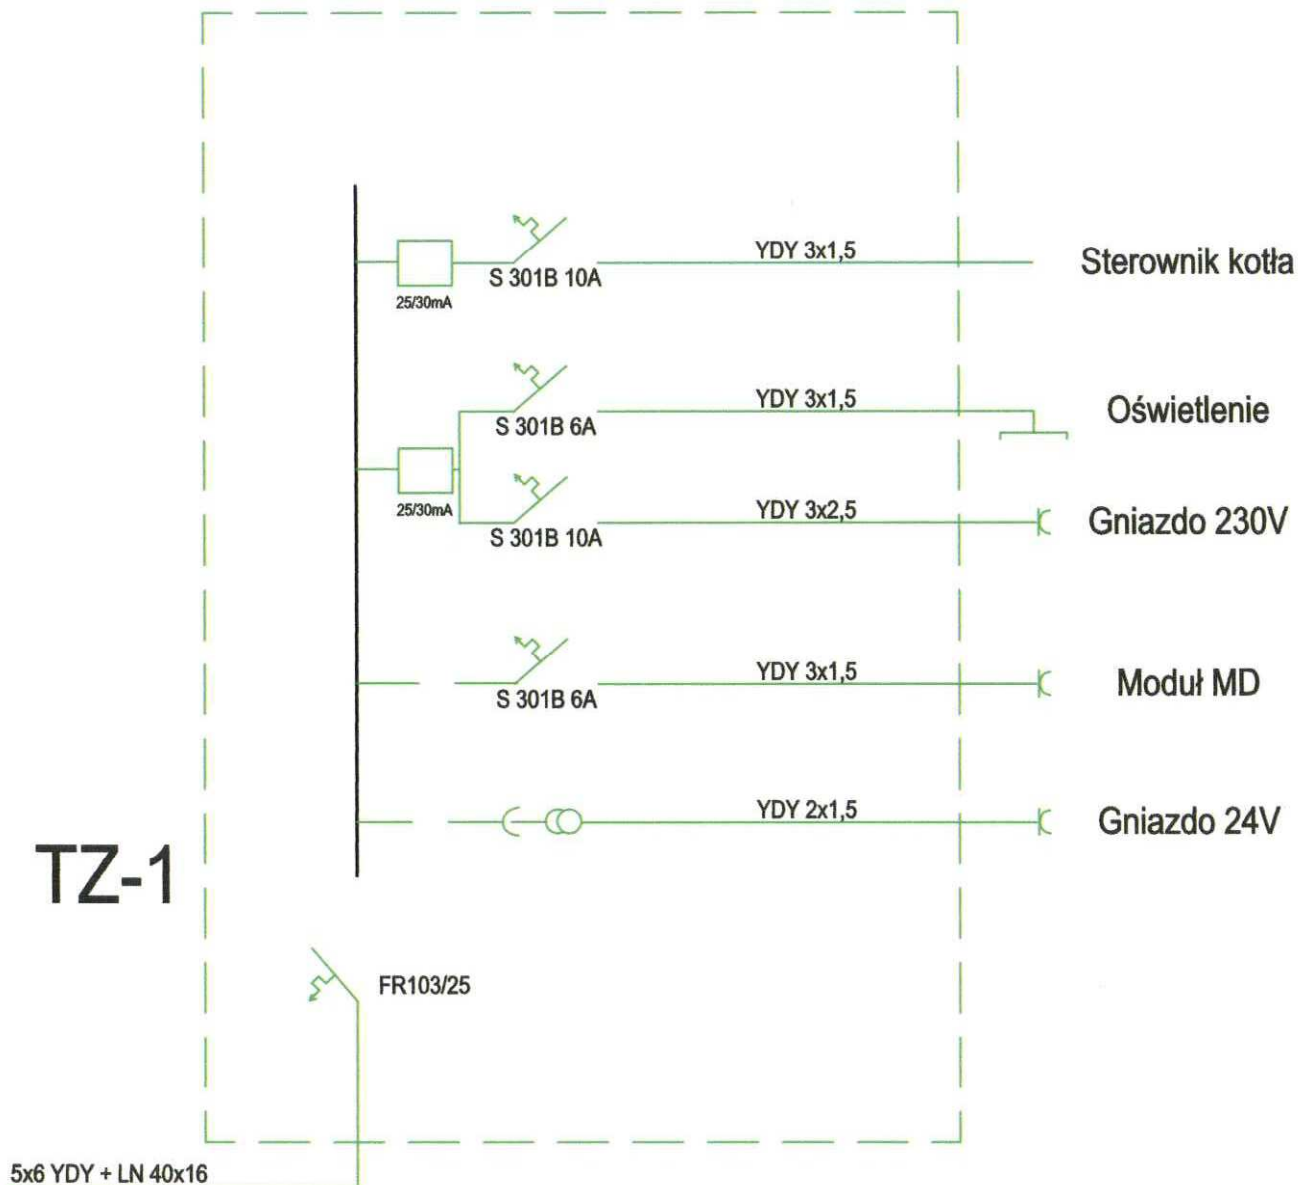 YDY 3x1,5
Sterownik kotła
S 301B 10A
25/30mA
YDY 3x1,5
Oświetlenie
S 301B 6A
25/30mA
YDY 3x2,5
Gniazdo 230V
S 301B 10A
YDY 3x1,5
Moduł MD
S 301B 6A
YDY 2x1,5
Gniazdo 24V
TZ-1
FR103/25
5x6 YDY + LN 40x16